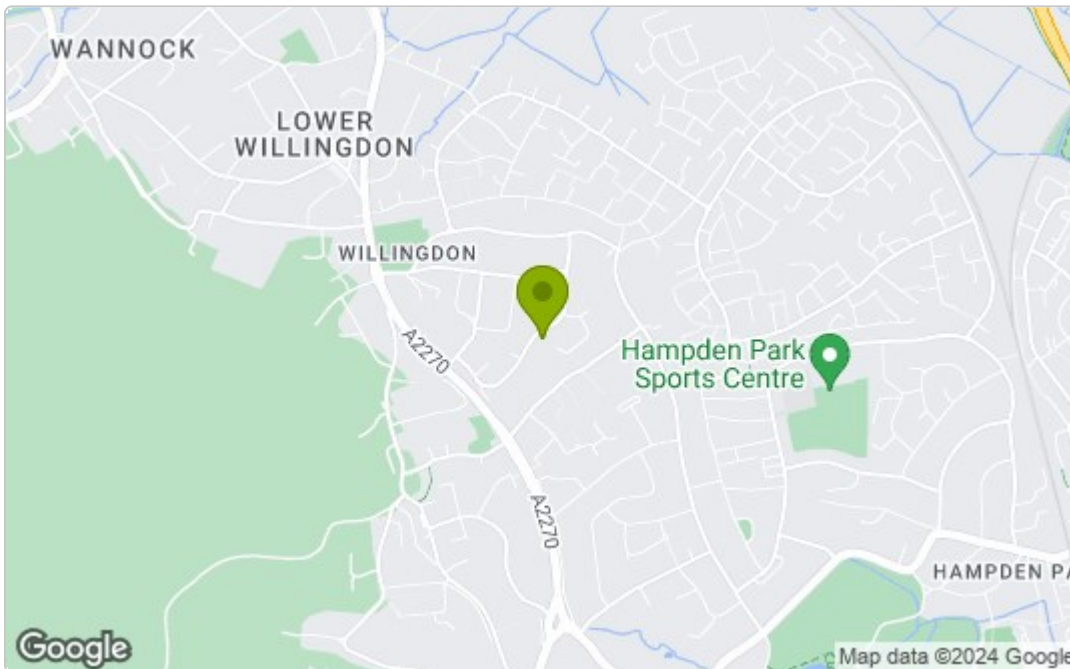 WANNOCK
LOWER
WILLINGDON
WILLINGDON
A2270
Hampden Park
Sports Centre
A2270
HAMPDEN PA
Google
Map data ©2024 Google